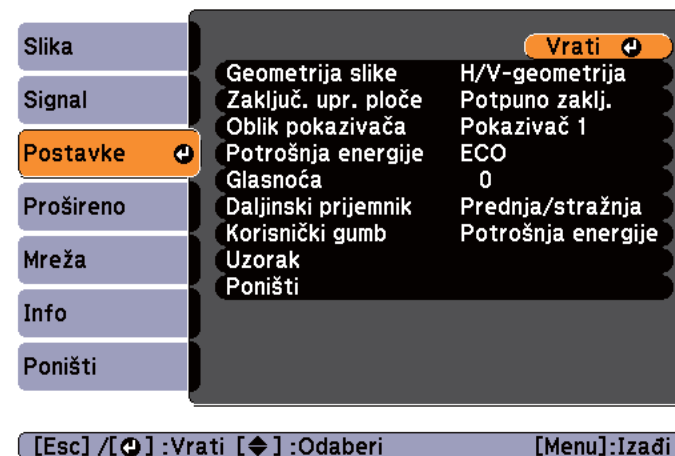 Slika
Signal
Postavke
Prošireno
Mreža
Info
Poništi
Vrati
Geometrija slike H/V-geometrija
Zaključ. upr. ploče Potpuno zaklj.
Oblik pokazivača Pokazivač 1
Potrošnja energije ECO
Glasnoća 0
Daljinski prijemnik Prednja/stražnja
Korisnički gumb Potrošnja energije
Uzorak
Poništi
[Esc] /[⏎] :Vrati [◆] :Odaberi [Menu]:Izađi